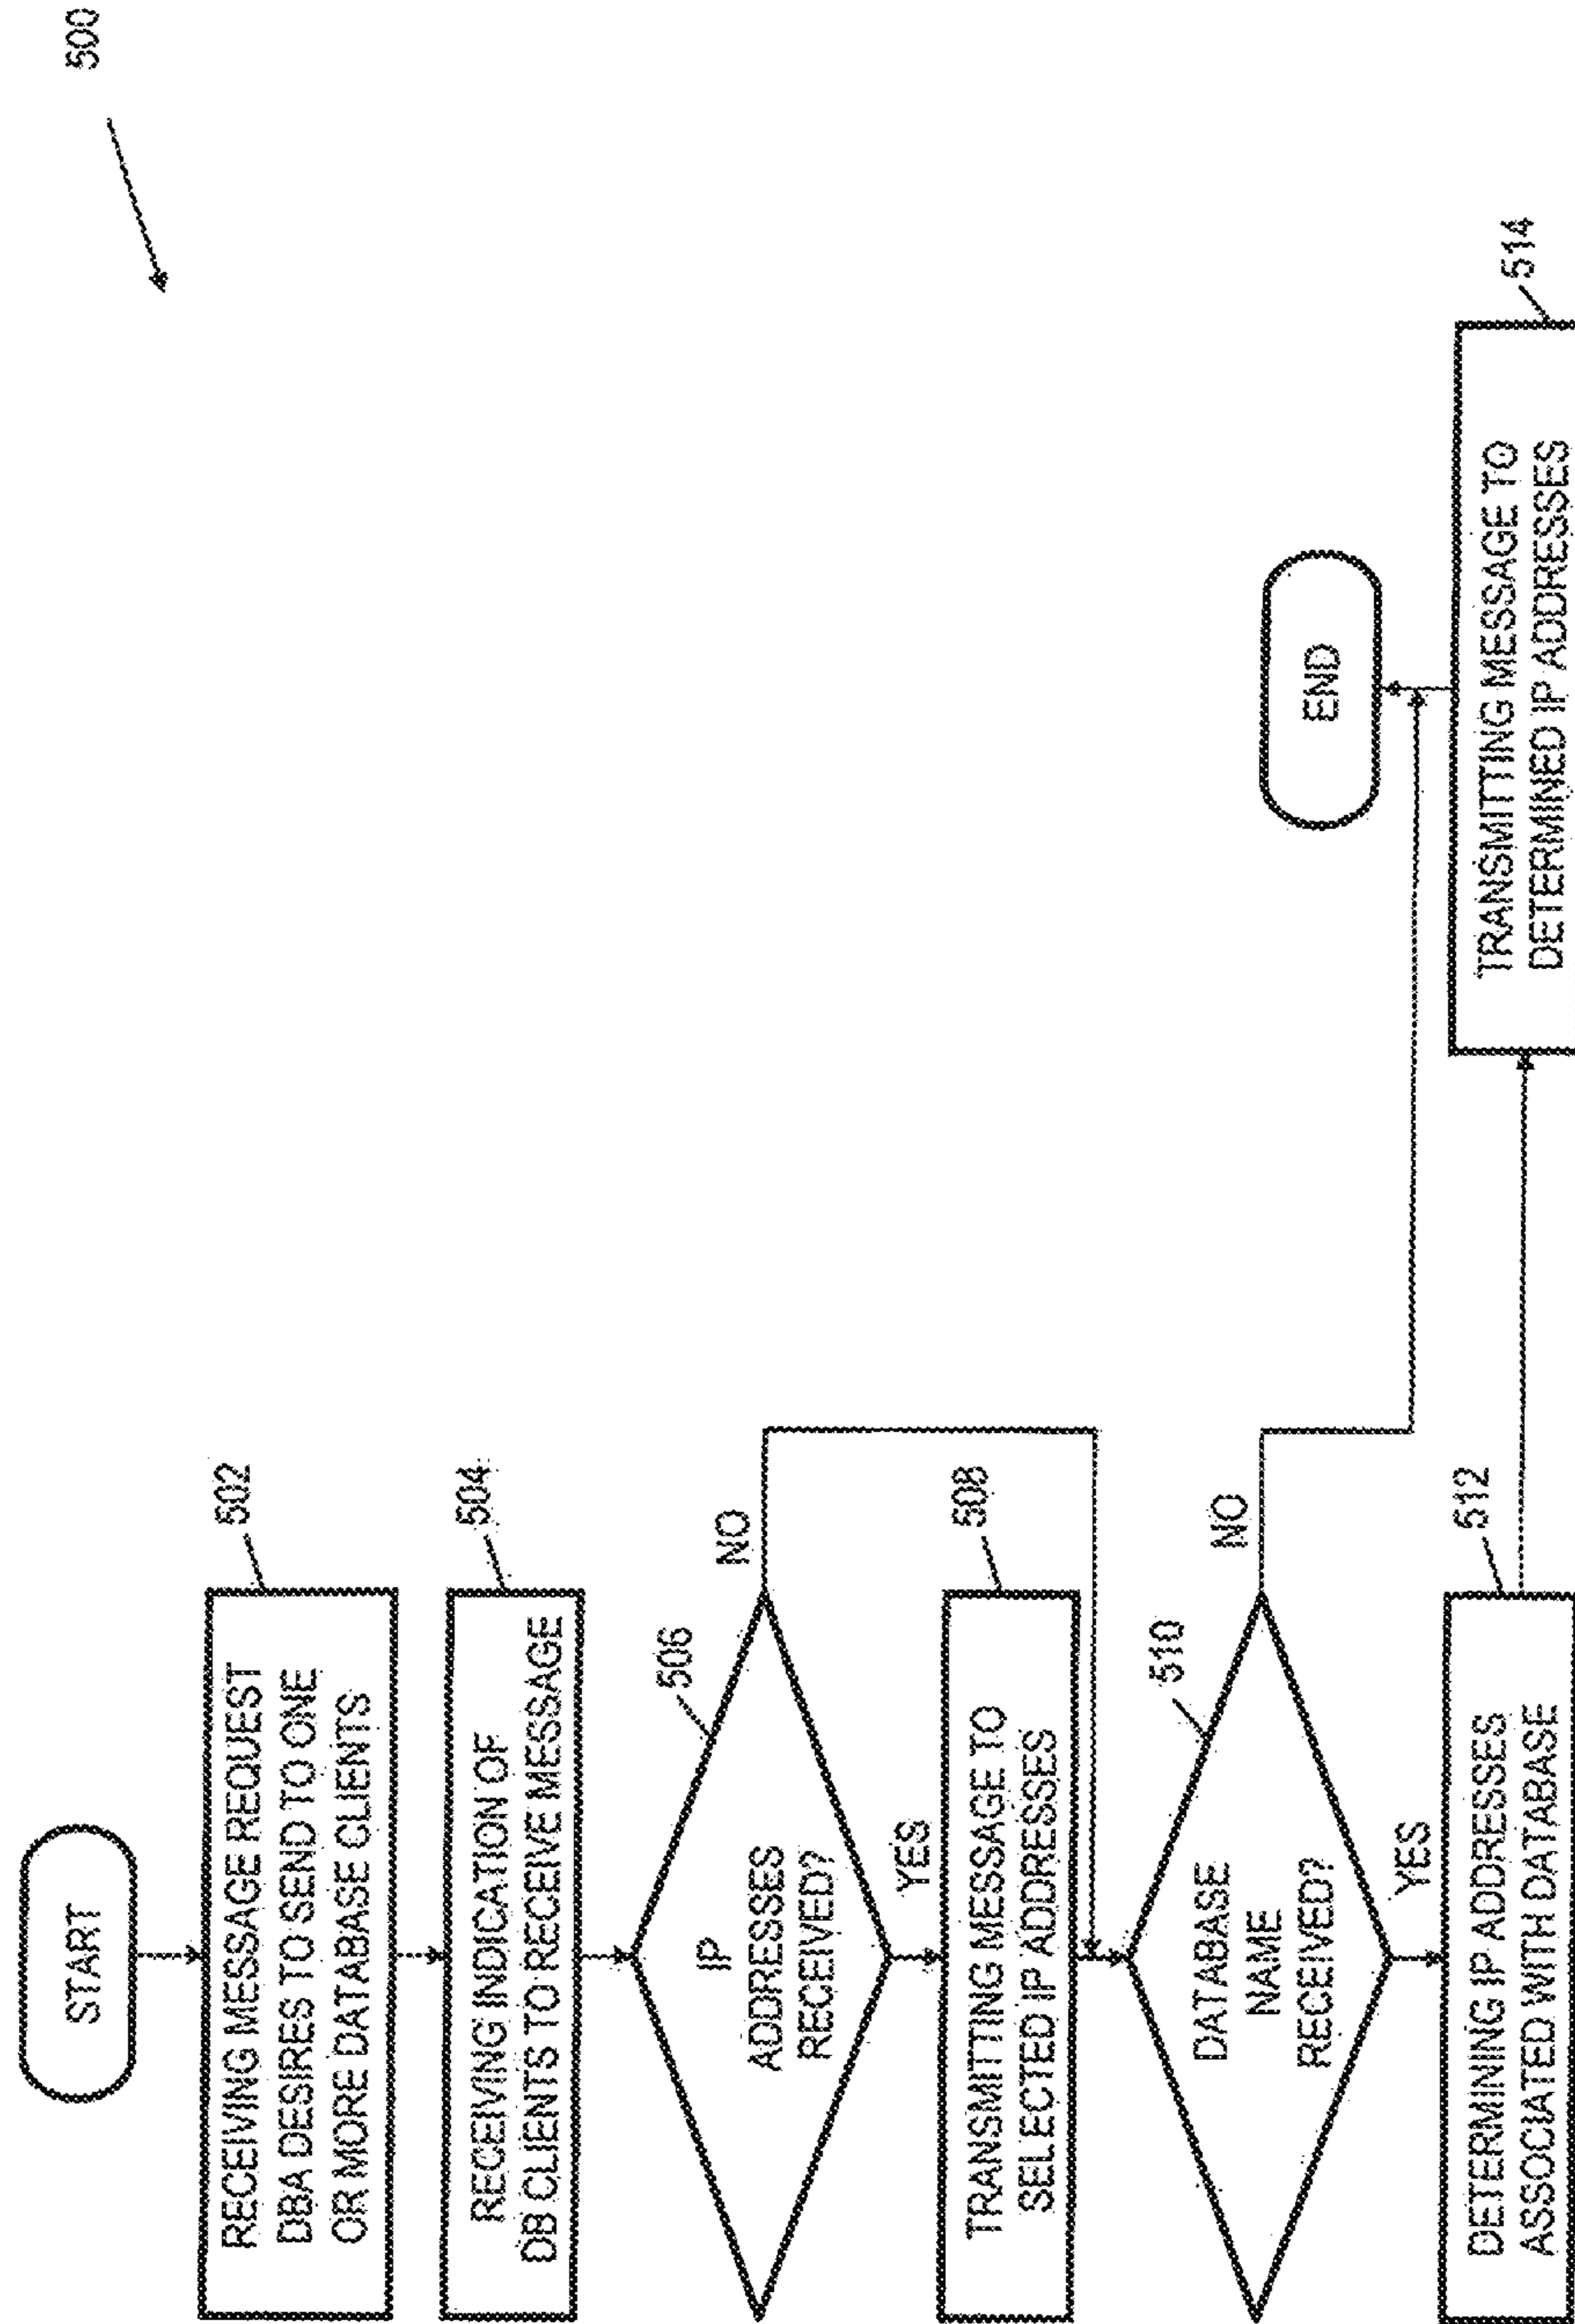 500
START
RECEIVING MESSAGE REQUEST
DBA DESIRES TO SEND TO ONE
OR MORE DATABASE CLIENTS
502
RECEIVING INDICATION OF
DB CLIENTS TO RECEIVE MESSAGE
504
IP
ADDRESSES
RECEIVED?
506
NO
YES
TRANSMITTING MESSAGE TO
SELECTED IP ADDRESSES
508
DATABASE
NAME
RECEIVED?
510
NO
YES
DETERMINING IP ADDRESSES
ASSOCIATED WITH DATABASE
512
TRANSMITTING MESSAGE TO
DETERMINED IP ADDRESSES
514
END